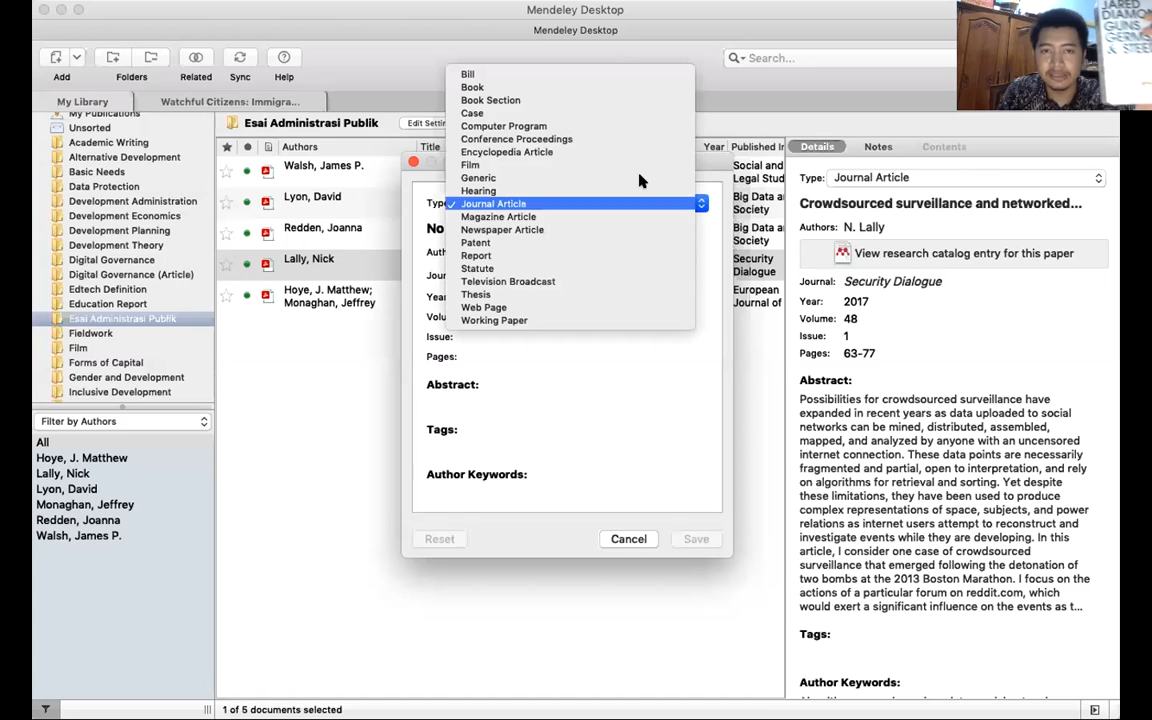 Mendeley Desktop
Mendeley Desktop
Add
Folders
Related
Sync
Help
Search...
My Library
Watchful Citizens: Immigra...
My Publications
Unsorted
Academic Writing
Alternative Development
Basic Needs
Data Protection
Development Administration
Development Economics
Development Planning
Development Theory
Digital Governance
Digital Governance (Article)
Edtech Definition
Education Report
Esai Administrasi Publik
Fieldwork
Film
Forms of Capital
Gender and Development
Inclusive Development
Filter by Authors
All
Hoye, J. Matthew
Lally, Nick
Lyon, David
Monaghan, Jeffrey
Redden, Joanna
Walsh, James P.
Esai Administrasi Publik
Edit Setti
Authors
Title
Year
Published In
Walsh, James P.
Social and
Legal Stud
Lyon, David
Big Data an
Society
Redden, Joanna
Big Data an
Society
Lally, Nick
Security
Dialogue
Hoye, J. Matthew;
Monaghan, Jeffrey
European
Journal of
Bill
Book
Book Section
Case
Computer Program
Conference Proceedings
Encyclopedia Article
Film
Generic
Hearing
Journal Article
Magazine Article
Newspaper Article
Patent
Report
Statute
Television Broadcast
Thesis
Web Page
Working Paper
Type
No
Auth
Jour
Year
Volu
Issue:
Pages:
Abstract:
Tags:
Author Keywords:
Reset
Cancel
Save
Details
Notes
Contents
Type: Journal Article
Crowdsourced surveillance and networked...
Authors: N. Lally
View research catalog entry for this paper
Journal: Security Dialogue
Year: 2017
Volume: 48
Issue: 1
Pages: 63-77
Abstract:
Possibilities for crowdsourced surveillance have
expanded in recent years as data uploaded to social
networks can be mined, distributed, assembled,
mapped, and analyzed by anyone with an uncensored
internet connection. These data points are necessarily
fragmented and partial, open to interpretation, and rely
on algorithms for retrieval and sorting. Yet despite
these limitations, they have been used to produce
complex representations of space, subjects, and power
relations as internet users attempt to reconstruct and
investigate events while they are developing. In this
article, I consider one case of crowdsourced
surveillance that emerged following the detonation of
two bombs at the 2013 Boston Marathon. I focus on the
actions of a particular forum on reddit.com, which
would exert a significant influence on the events as t...
Tags:
Author Keywords:
1 of 5 documents selected
JARED
DIAMO
GUNS
GERMS
& STEE